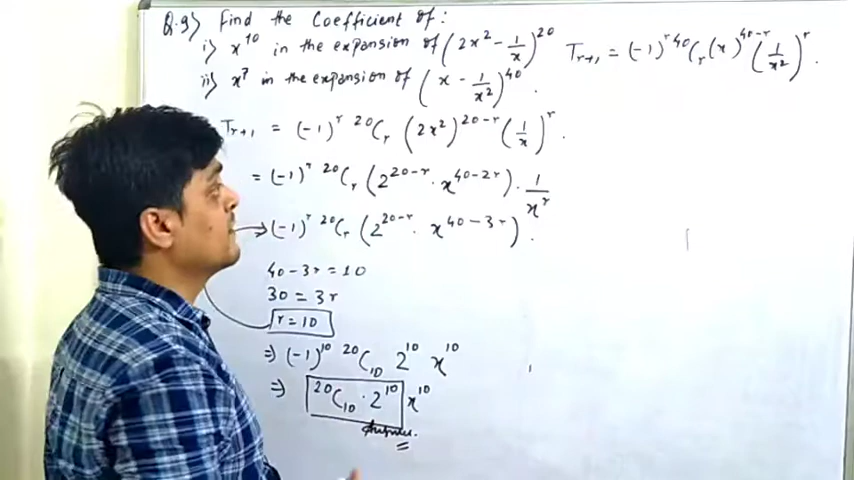 Q.9) Find the Coefficient of :
i) x^10 in the expansion of (2x^2 - 1/x)^20
ii) x^7 in the expansion of (x - 1/x^2)^40.
T_{r+1} = (-1)^r 20C_r (2x^2)^{20-r} (1/x)^r.
= (-1)^r 20C_r (2^{20-r} · x^{40-2r}) · 1/x^r
→ (-1)^r 20C_r (2^{20-r} · x^{40-3r}).
40 - 3r = 10
30 = 3r
r = 10
⇒ (-1)^10 20C_10 2^10 x^10
⇒ 20C_10 · 2^10 x^10
Answer.
T_{r+1} = (-1)^r 40C_r (x)^{40-r} (1/x^2)^r.